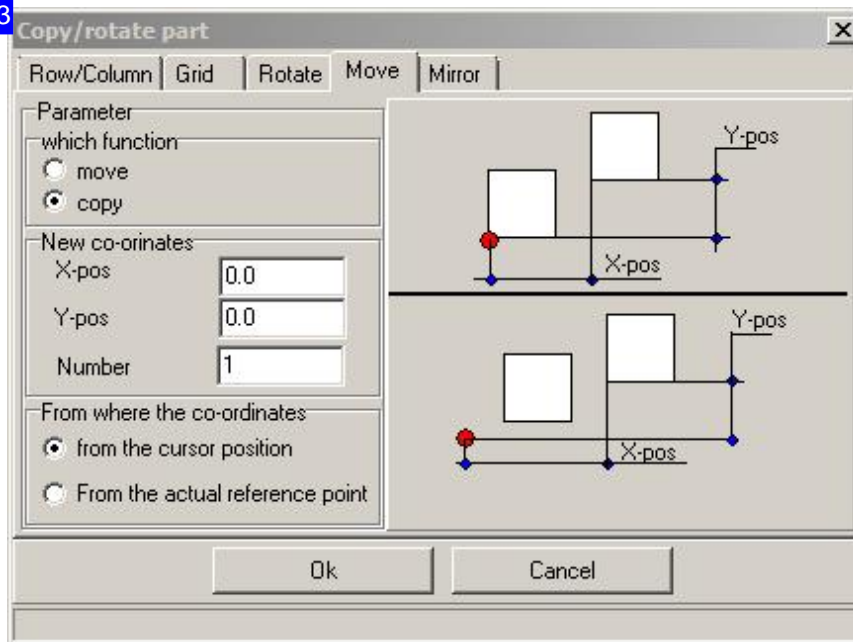 3
Copy/rotate part
Row/Column Grid Rotate Move Mirror
Parameter
which function
move
copy
New co-orinates
X-pos 0.0
Y-pos 0.0
Number 1
From where the co-ordinates
from the cursor position
From the actual reference point
Y-pos
X-pos
Y-pos
X-pos
Ok Cancel